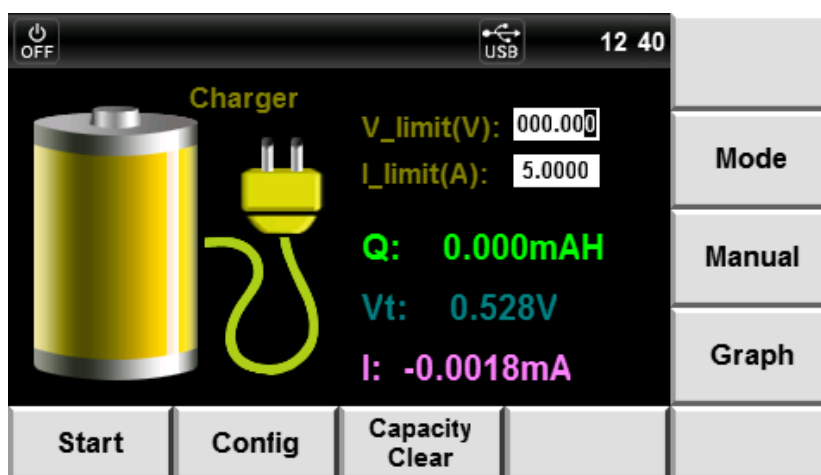 OFF
USB
12 40
Charger
V_limit(V): 000.000
I_limit(A): 5.0000
Mode
Q: 0.000mAH
Manual
Vt: 0.528V
I: -0.0018mA
Graph
Start
Config
Capacity
Clear